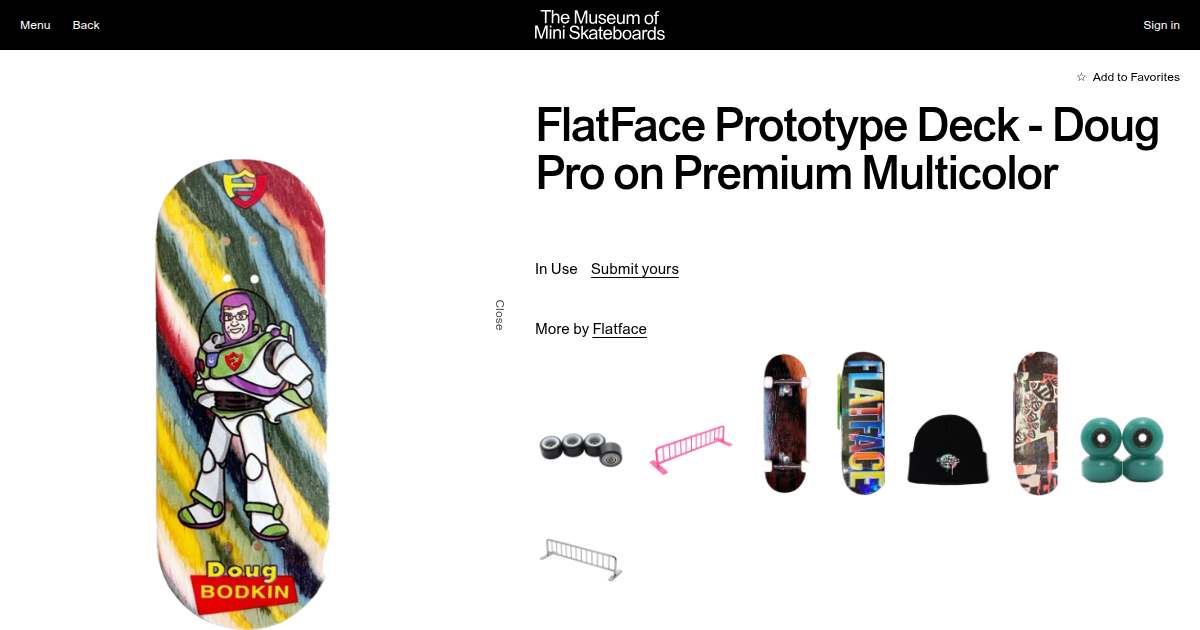 Menu
Back
The Museum of
Mini Skateboards
Sign in
☆ Add to Favorites
FlatFace Prototype Deck - Doug
Pro on Premium Multicolor
In Use
Submit yours
Close
More by Flatface
FLATFACE
Doug
BODKIN